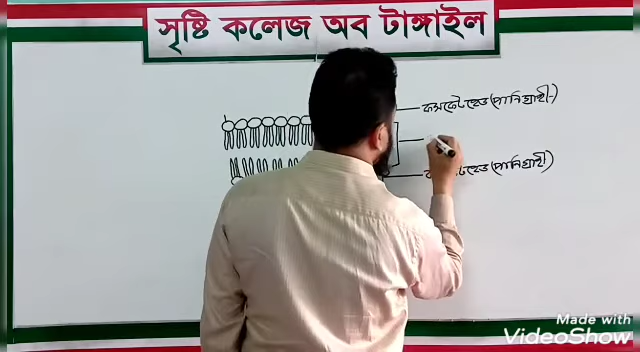 সৃষ্টি কলেজ অব টাঙ্গাইল
ফসফেট হেড (পানিগ্রাহী)
হেড (পানিগ্রাহী)
Made with
VideoShow